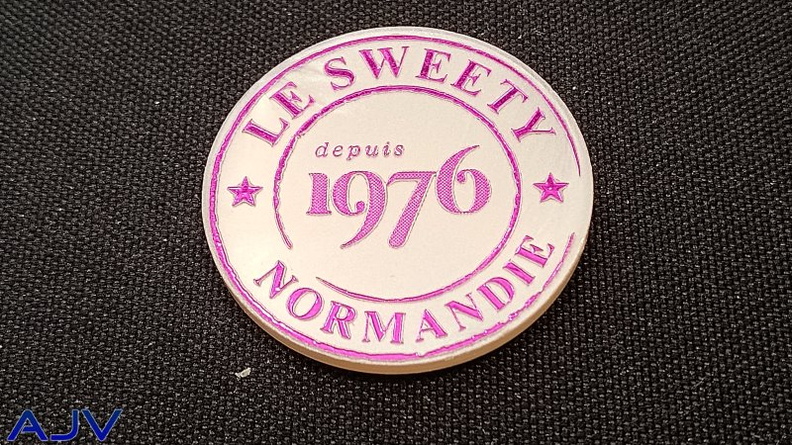 LE SWEETY
depuis
1976
NORMANDIE
AJV